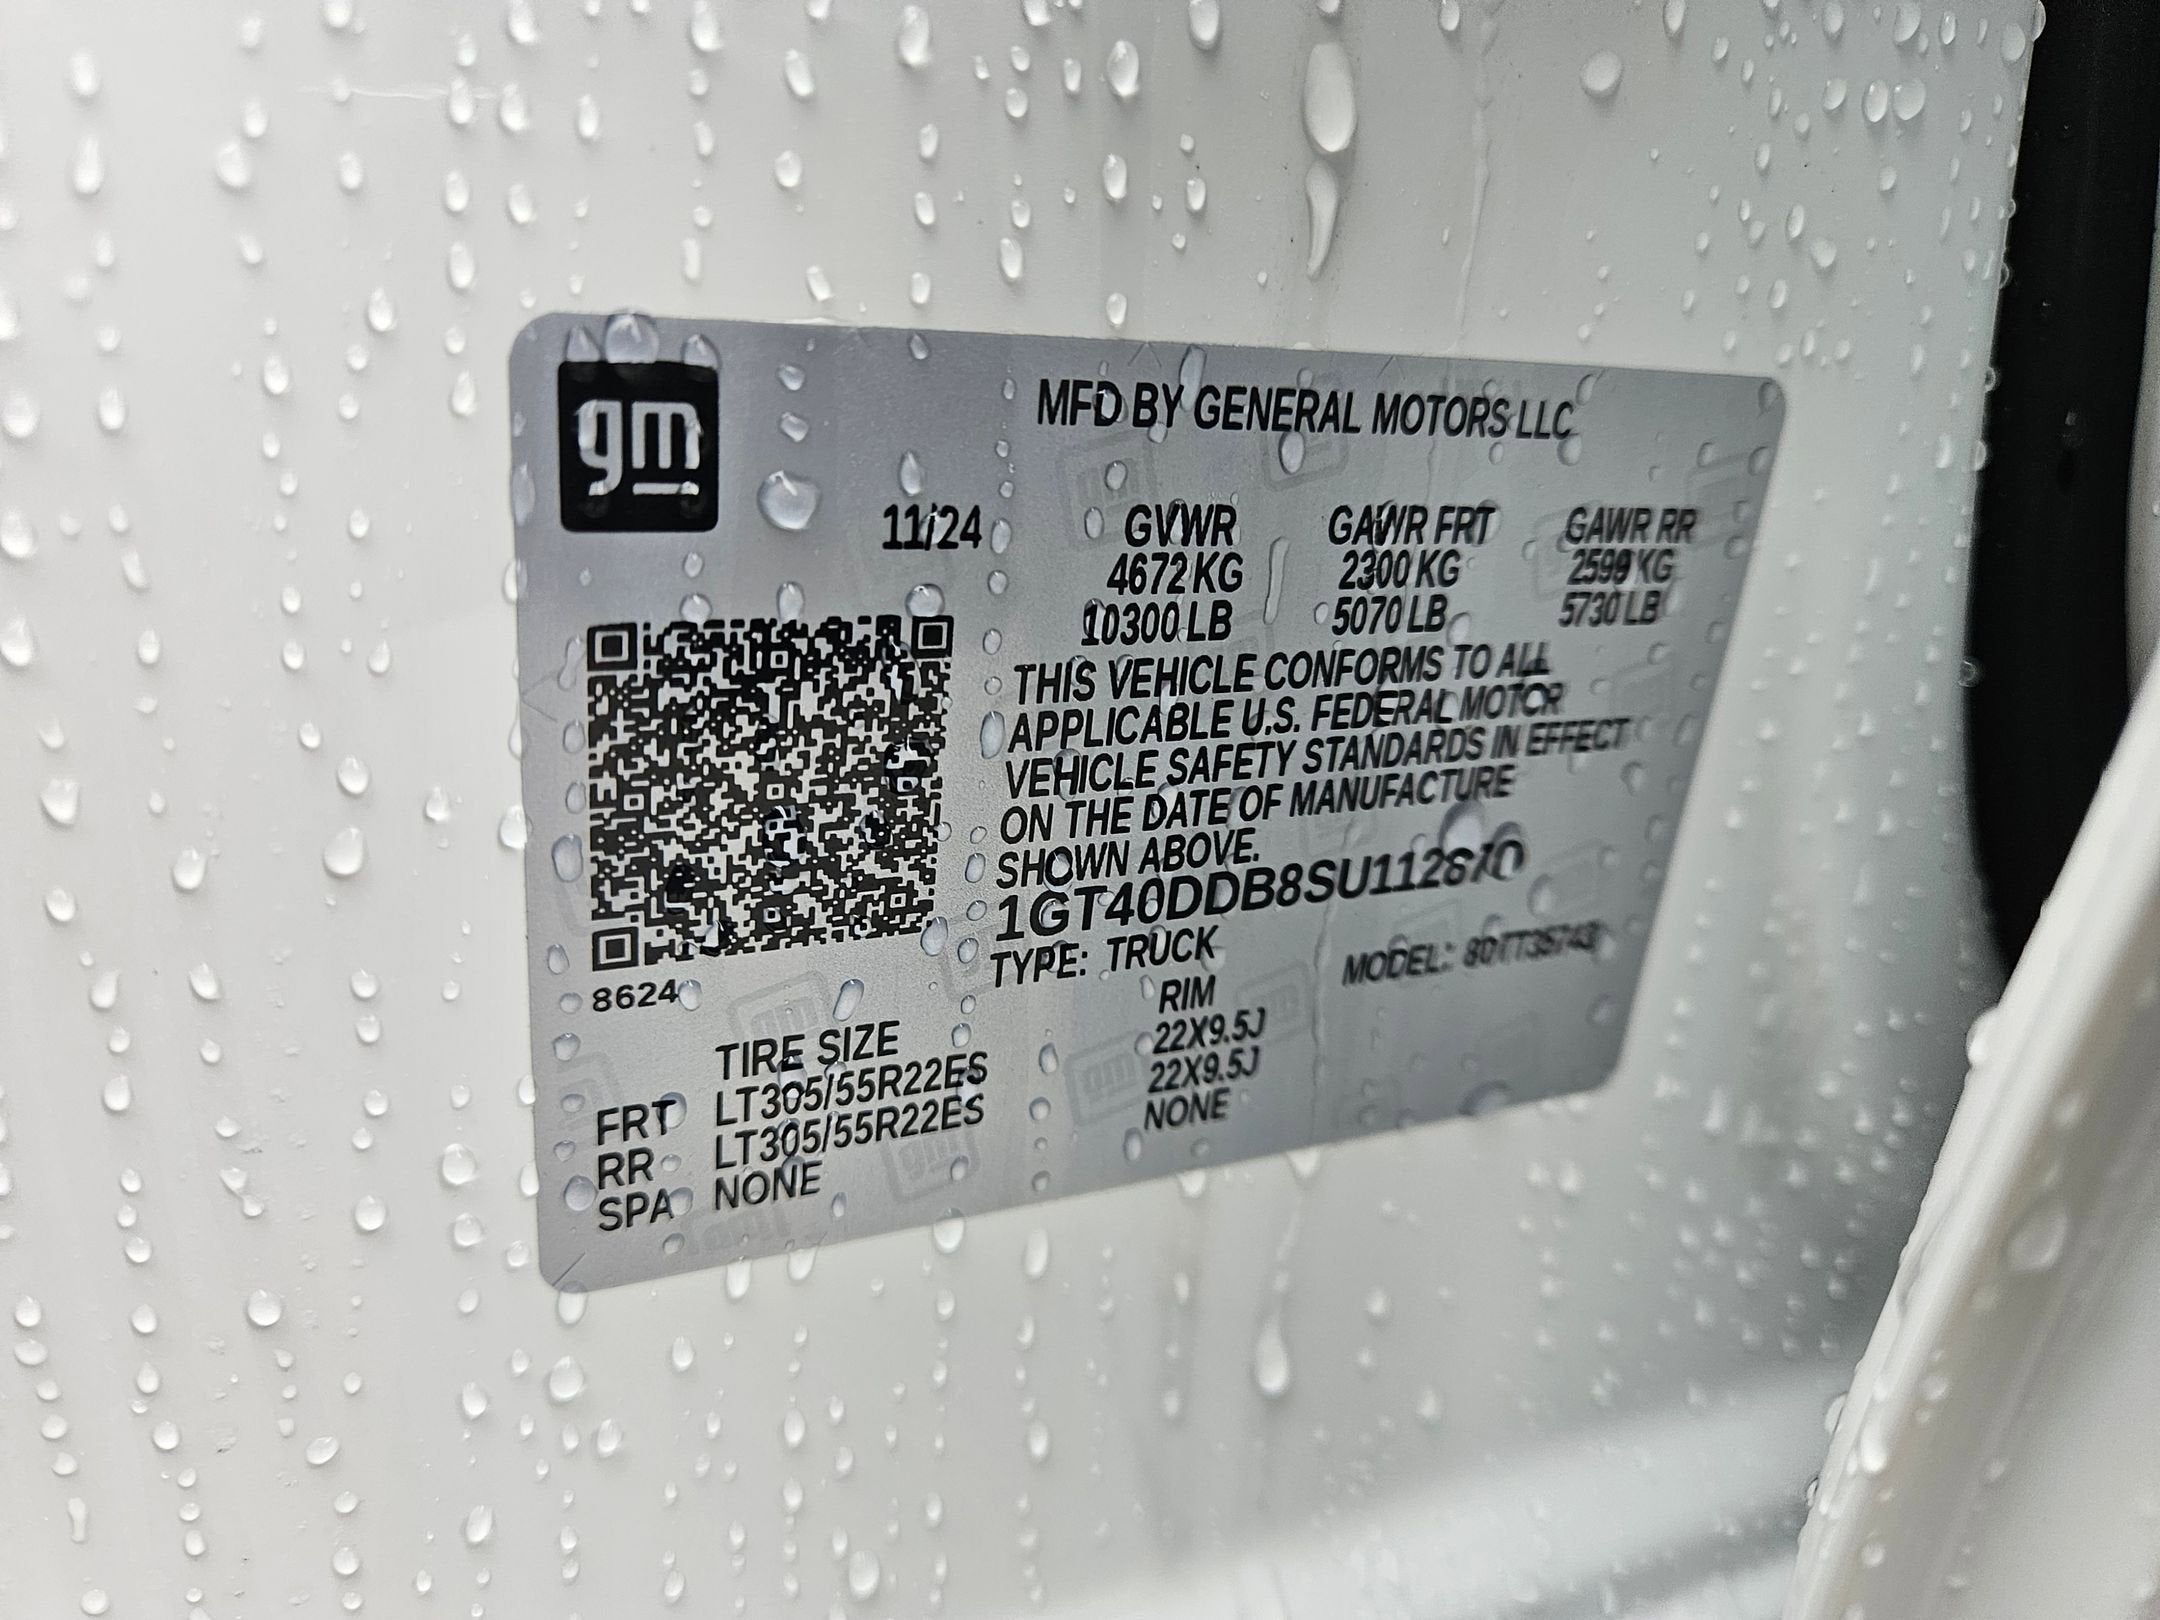 gm
MFD BY GENERAL MOTORS LLC
11/24
GVWR GAWR FRT GAWR RR
4672 KG 2300 KG 2599 KG
10300 LB 5070 LB 5730 LB
THIS VEHICLE CONFORMS TO ALL
APPLICABLE U.S. FEDERAL MOTOR
VEHICLE SAFETY STANDARDS IN EFFECT
ON THE DATE OF MANUFACTURE
SHOWN ABOVE.
TYPE: TRUCK MODEL:
8624
TIRE SIZE RIM
FRT LT305/55R22ES 22X9.5J
RR LT305/55R22ES 22X9.5J
SPA NONE NONE